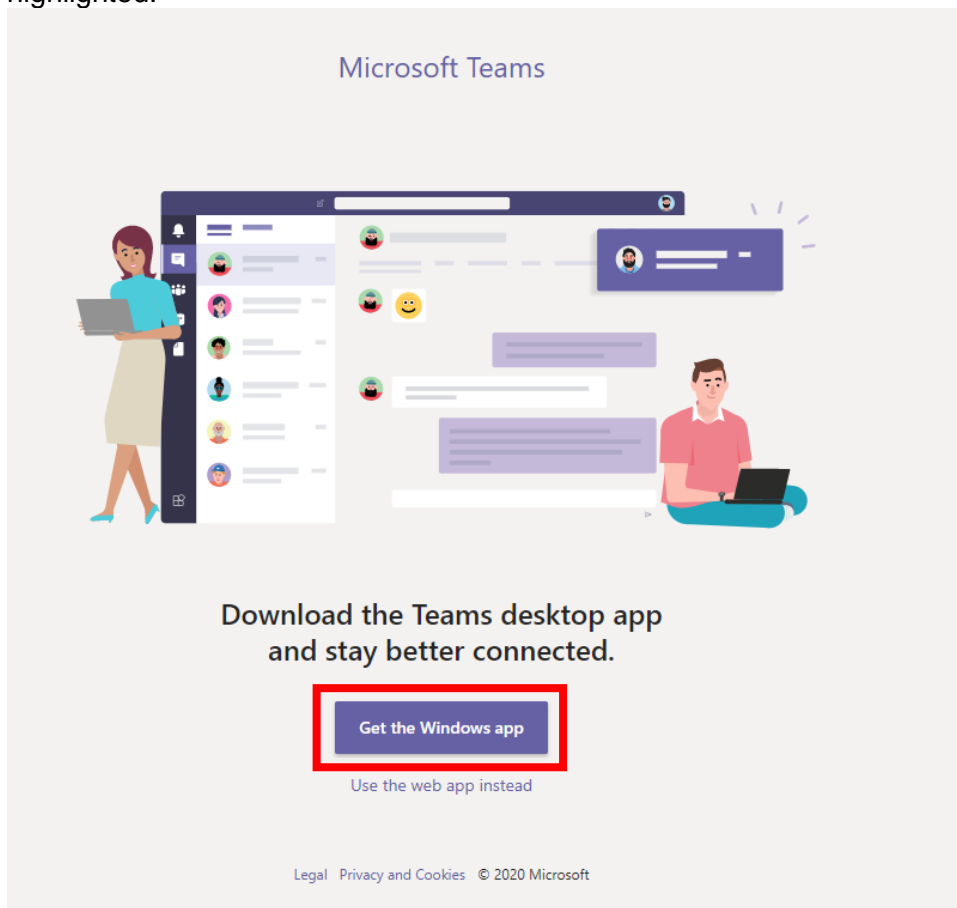 highlighted.
Microsoft Teams
Download the Teams desktop app
and stay better connected.
Get the Windows app
Use the web app instead
Legal Privacy and Cookies © 2020 Microsoft